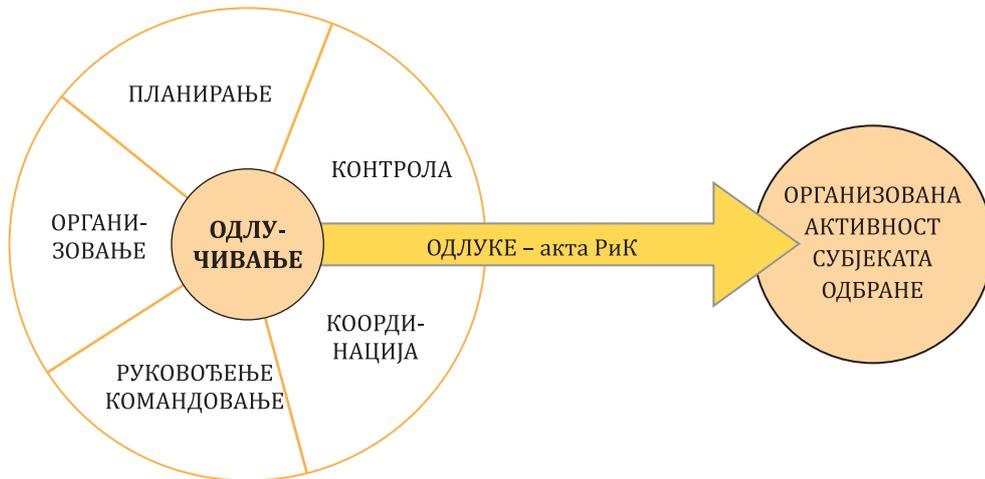 ПЛАНИРАЊЕ
КОНТРОЛА
ОРГАНИ-
ЗОВАЊЕ
ОДЛУ-
ЧИВАЊЕ
ОДЛУКЕ – акта РиК
ОРГАНИЗОВАНА
АКТИВНОСТ
СУБЈЕКАТА
ОДБРАНЕ
КООРДИ-
НАЦИЈА
РУКОВОЂЕЊЕ
КОМАНДОВАЊЕ